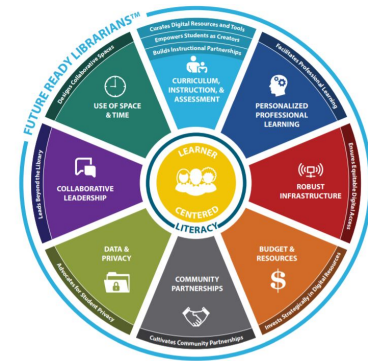 FUTURE READY LIBRARIANS™
Curates Digital Resources and Tools
Empowers Students as Creators
Builds Instructional Partnerships
CURRICULUM,
INSTRUCTION, &
ASSESSMENT
Facilitates Professional Learning
PERSONALIZED
PROFESSIONAL
LEARNING
Ensures Equitable Digital Access
ROBUST
INFRASTRUCTURE
Invests Strategically in Digital Resources
BUDGET &
RESOURCES
$
Cultivates Community Partnerships
COMMUNITY
PARTNERSHIPS
Advocates for Student Privacy
DATA &
PRIVACY
Leads Beyond the Library
COLLABORATIVE
LEADERSHIP
Designs Collaborative Spaces
USE OF SPACE
& TIME
LEARNER
CENTERED
LITERACY